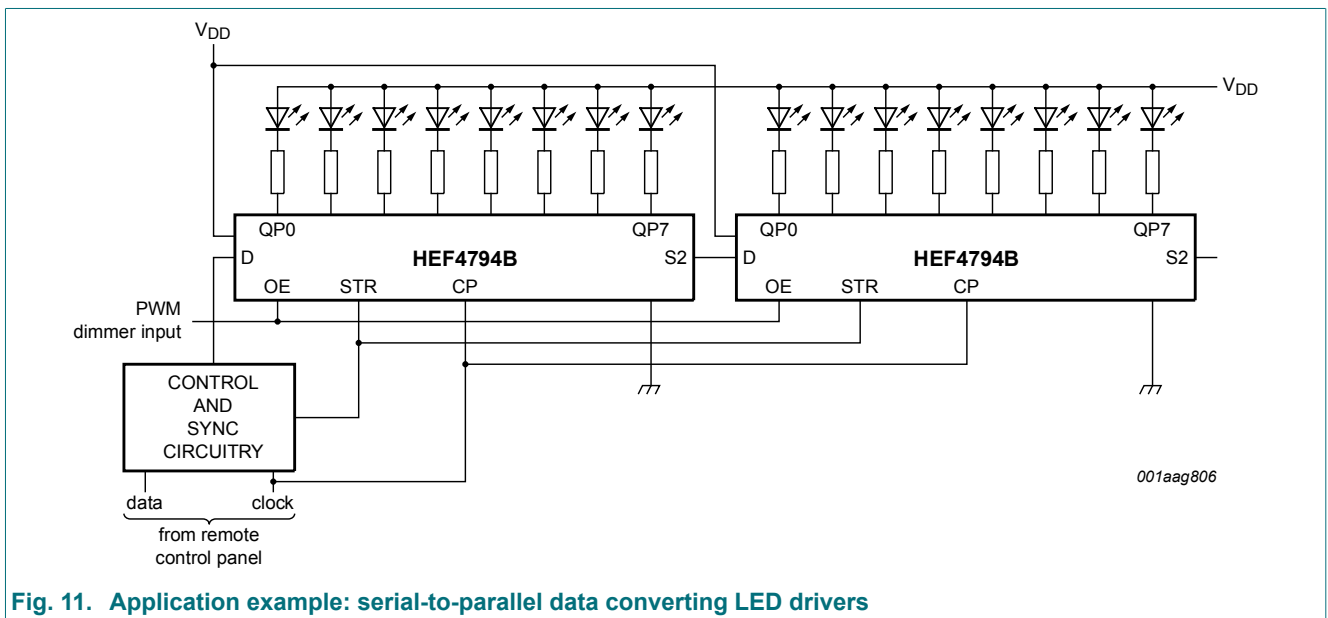 VDD
VDD
QP0 QP7
D HEF4794B S2
OE STR CP
QP0 QP7
D HEF4794B S2
OE STR CP
PWM
dimmer input
CONTROL
AND
SYNC
CIRCUITRY
data clock
from remote
control panel
001aag806
Fig. 11. Application example: serial-to-parallel data converting LED drivers